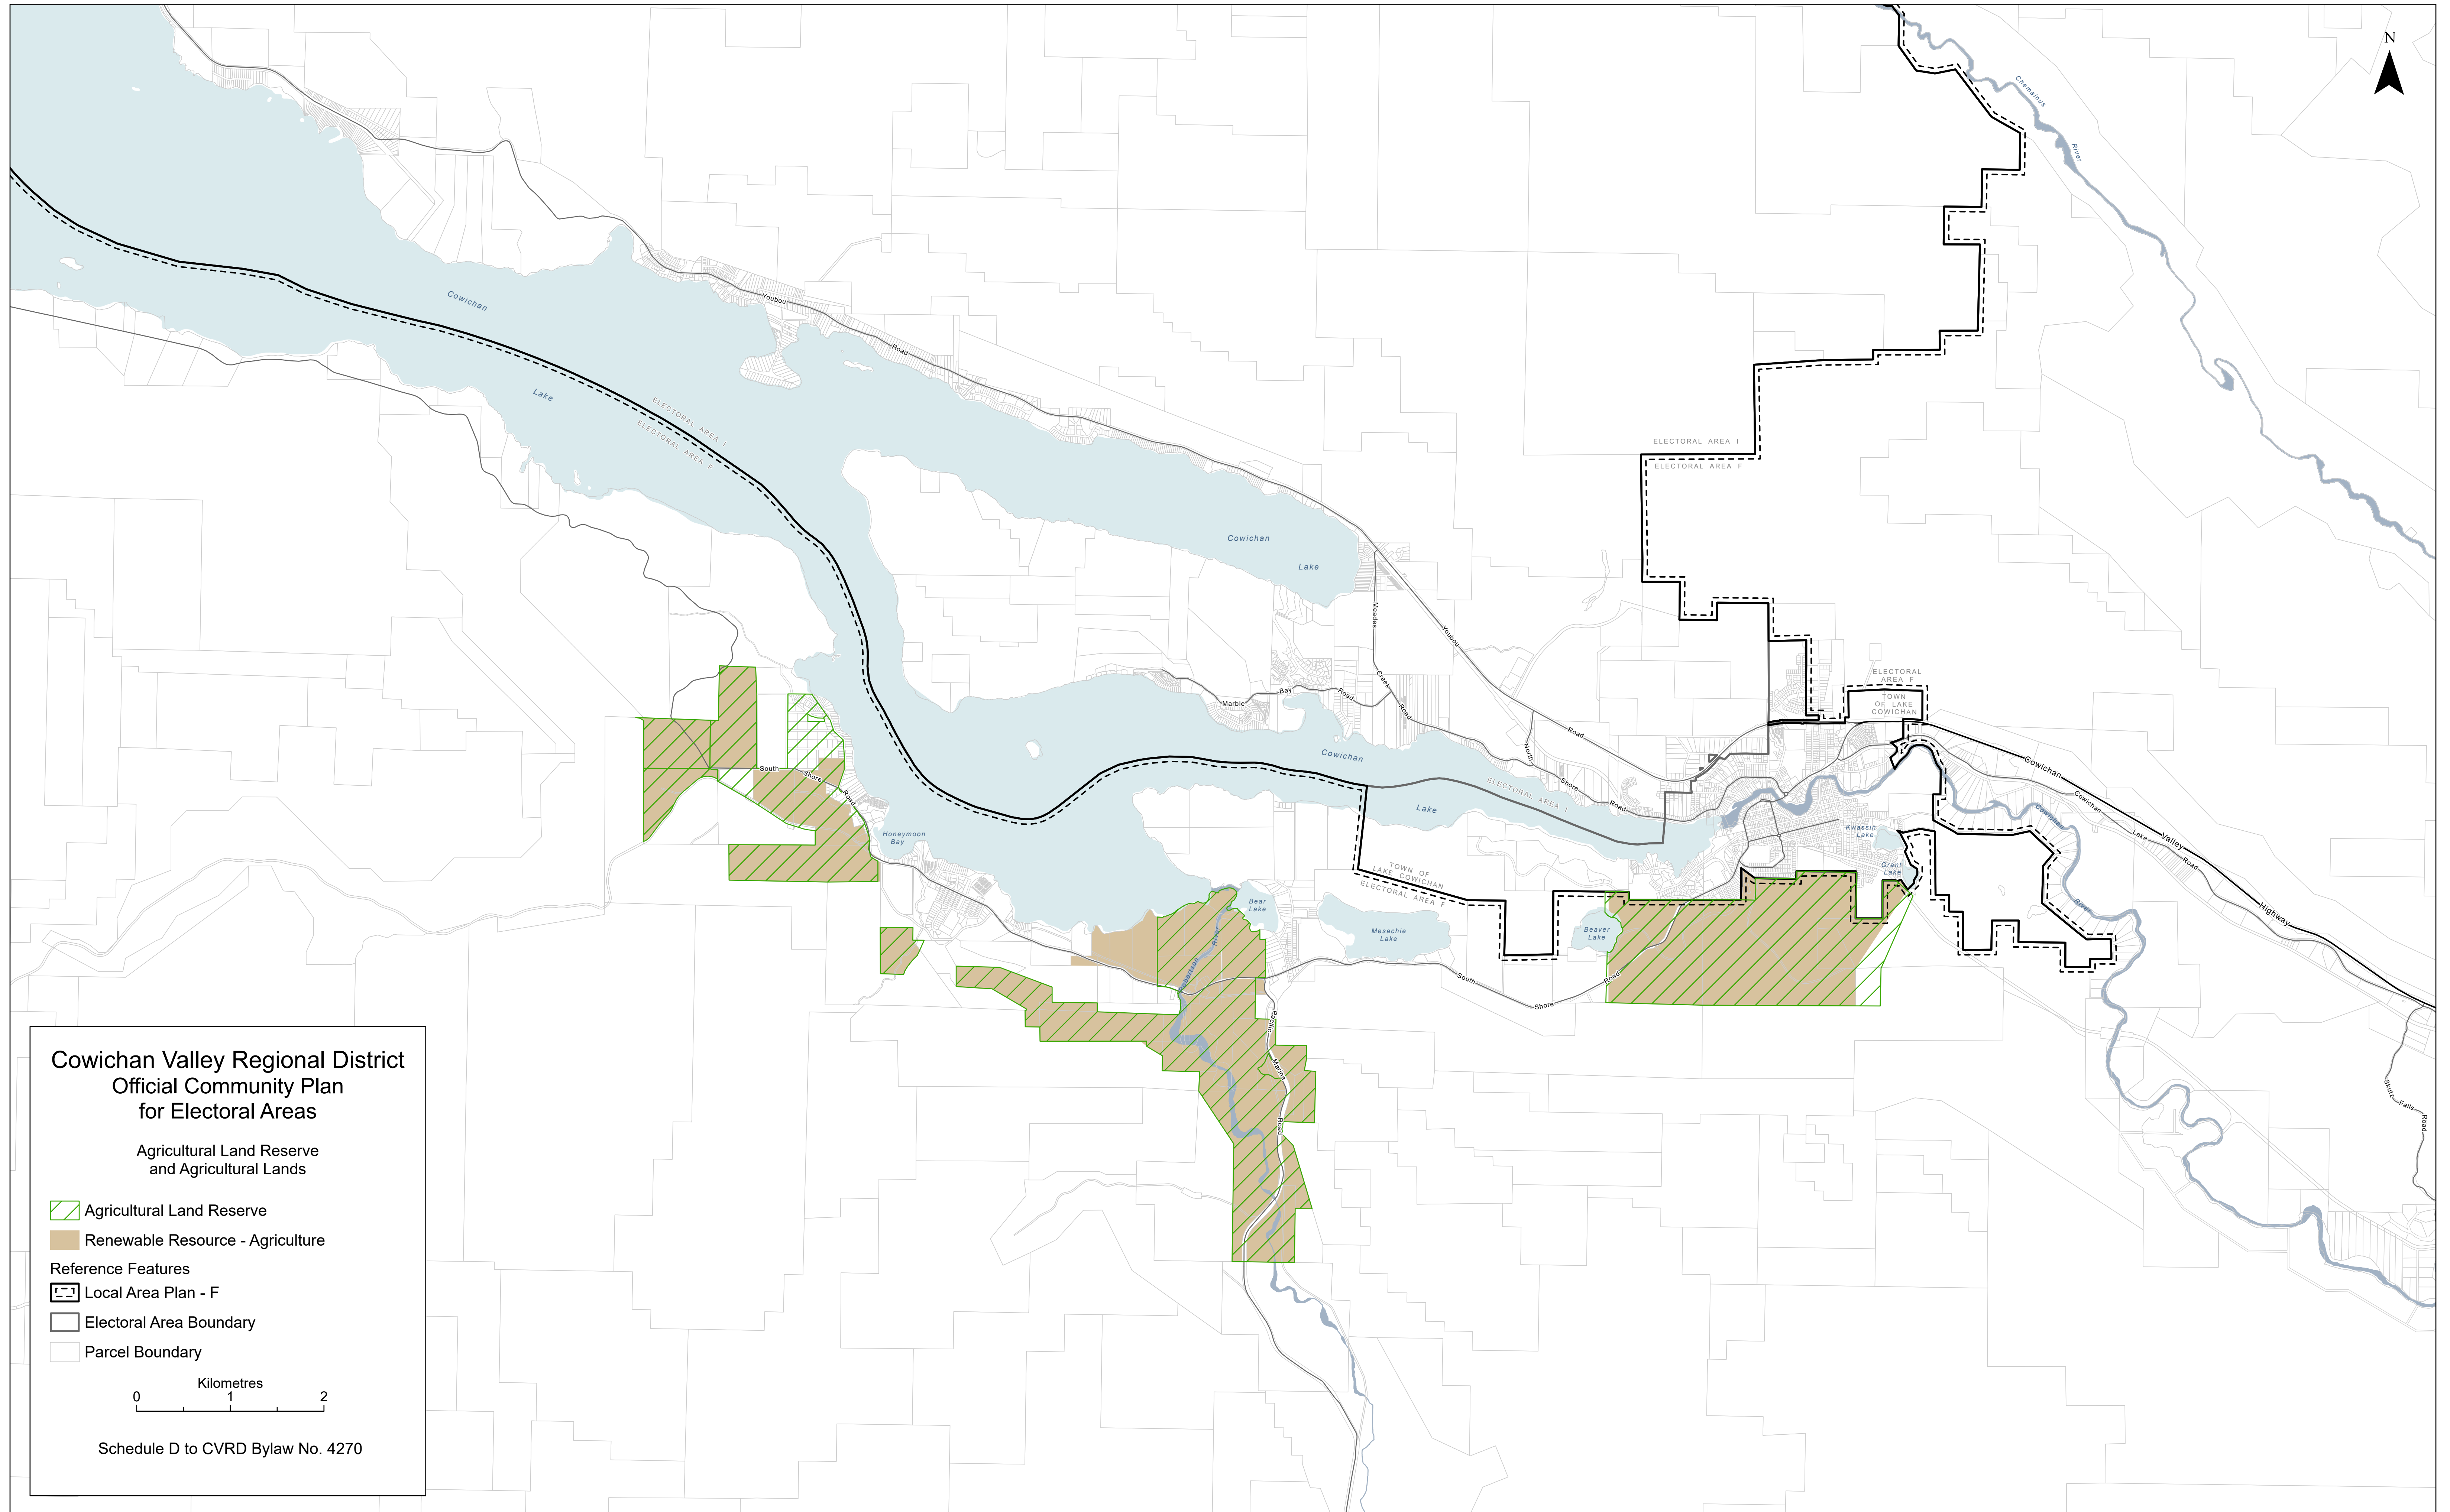 N
Chemainus
River
Cowichan
Lake
Youbou
Road
ELECTORAL AREA I
ELECTORAL AREA F
ELECTORAL AREA I
ELECTORAL AREA F
Cowichan
Lake
Meades
Creek
Road
Youbou
Road
Marble
Bay
Road
North
Shore
Road
Cowichan
Lake
ELECTORAL AREA I
ELECTORAL
AREA F
TOWN
OF LAKE
COWICHAN
Cowichan
Valley
Highway
Cowichan
Lake
Road
Cowichan
River
Kwassin
Lake
Grant
Lake
South
Shore
Road
Honeymoon
Bay
TOWN OF
LAKE COWICHAN
ELECTORAL AREA F
Bear
Lake
Mesachie
Lake
Beaver
Lake
Robertson
River
South
Shore
Road
Pacific
Marine
Road
Skutz
Falls
Road
Cowichan Valley Regional District
Official Community Plan
for Electoral Areas
Agricultural Land Reserve
and Agricultural Lands
Agricultural Land Reserve
Renewable Resource - Agriculture
Reference Features
Local Area Plan - F
Electoral Area Boundary
Parcel Boundary
Kilometres
0 1 2
Schedule D to CVRD Bylaw No. 4270